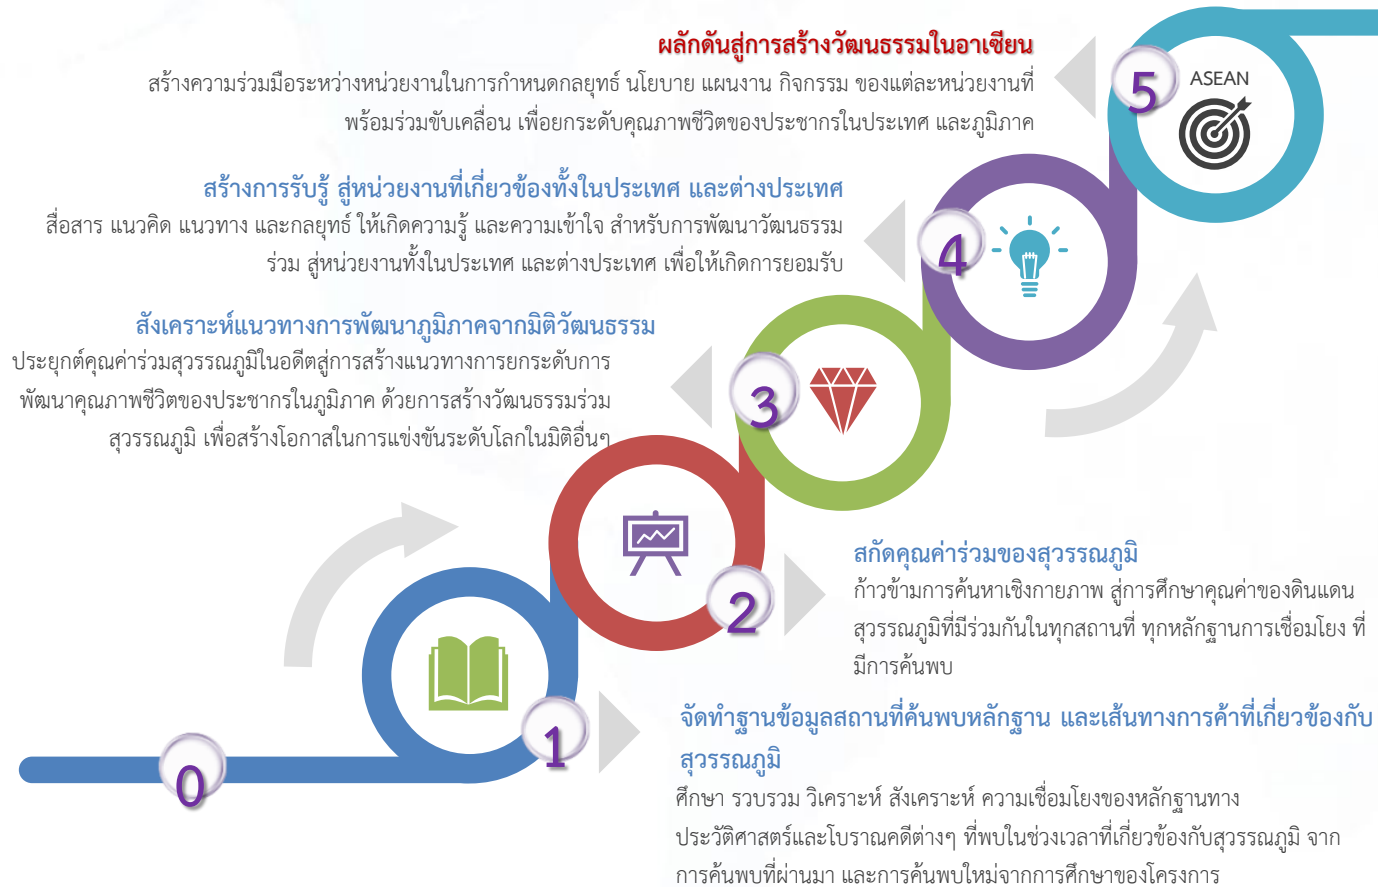 ผลักดันสู่การสร้างวัฒนธรรมในอาเซียน
สร้างความร่วมมือระหว่างหน่วยงานในการกำหนดกลยุทธ์ นโยบาย แผนงาน กิจกรรม ของแต่ละหน่วยงานที่
พร้อมร่วมขับเคลื่อน เพื่อยกระดับคุณภาพชีวิตของประชากรในประเทศ และภูมิภาค
5
ASEAN
สร้างการรับรู้ สู่หน่วยงานที่เกี่ยวข้องทั้งในประเทศ และต่างประเทศ
สื่อสาร แนวคิด แนวทาง และกลยุทธ์ ให้เกิดความรู้ และความเข้าใจ สำหรับการพัฒนาวัฒนธรรม
ร่วม สู่หน่วยงานทั้งในประเทศ และต่างประเทศ เพื่อให้เกิดการยอมรับ
4
สังเคราะห์แนวทางการพัฒนาภูมิภาคจากมิติวัฒนธรรม
ประยุกต์คุณค่าร่วมสุวรรณภูมิในอดีตสู่การสร้างแนวทางการยกระดับการ
พัฒนาคุณภาพชีวิตของประชากรในภูมิภาค ด้วยการสร้างวัฒนธรรมร่วม
สุวรรณภูมิ เพื่อสร้างโอกาสในการแข่งขันระดับโลกในมิติอื่นๆ
3
2
สกัดคุณค่าร่วมของสุวรรณภูมิ
ก้าวข้ามการค้นหาเชิงกายภาพ สู่การศึกษาคุณค่าของดินแดน
สุวรรณภูมิที่มีร่วมกันในทุกสถานที่ ทุกหลักฐานการเชื่อมโยง ที่
มีการค้นพบ
1
จัดทำฐานข้อมูลสถานที่ค้นพบหลักฐาน และเส้นทางการค้าที่เกี่ยวข้องกับ
สุวรรณภูมิ
ศึกษา รวบรวม วิเคราะห์ สังเคราะห์ ความเชื่อมโยงของหลักฐานทาง
ประวัติศาสตร์และโบราณคดีต่างๆ ที่พบในช่วงเวลาที่เกี่ยวข้องกับสุวรรณภูมิ จาก
การค้นพบที่ผ่านมา และการค้นพบใหม่จากการศึกษาของโครงการ
0